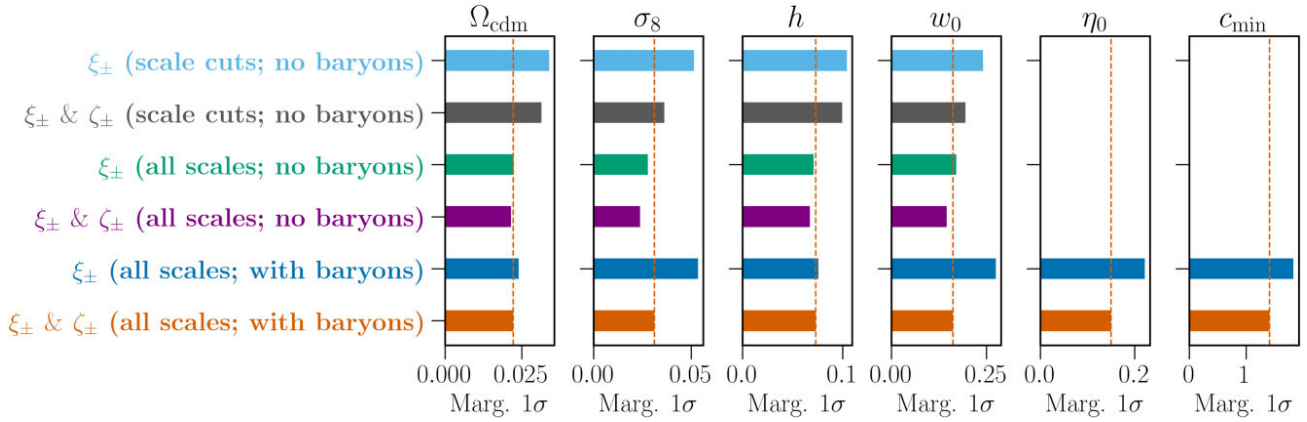 Ω_cdm σ_8 h w_0 η_0 c_min
ξ_± (scale cuts; no baryons)
ξ_± & ζ_± (scale cuts; no baryons)
ξ_± (all scales; no baryons)
ξ_± & ζ_± (all scales; no baryons)
ξ_± (all scales; with baryons)
ξ_± & ζ_± (all scales; with baryons)
0.000 0.025 0.00 0.05 0.0 0.1 0.00 0.25 0.0 0.2 0 1
Marg. 1σ Marg. 1σ Marg. 1σ Marg. 1σ Marg. 1σ Marg. 1σ